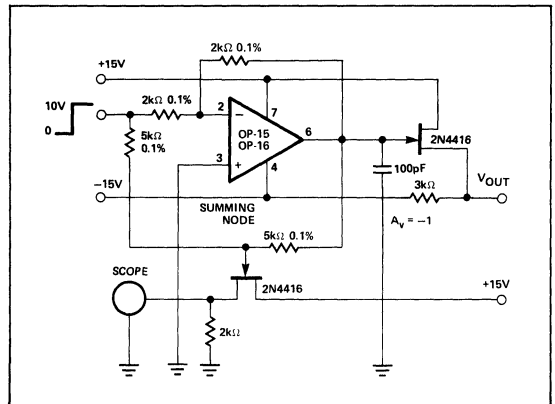 2kΩ 0.1%
+15V
10V
0
2kΩ 0.1%
5kΩ
0.1%
2
−
7
OP-15
OP-16
6
3
+
4
2N4416
100pF
VOUT
3kΩ
−15V
SUMMING
NODE
AV = −1
5kΩ 0.1%
SCOPE
2N4416
+15V
2kΩ